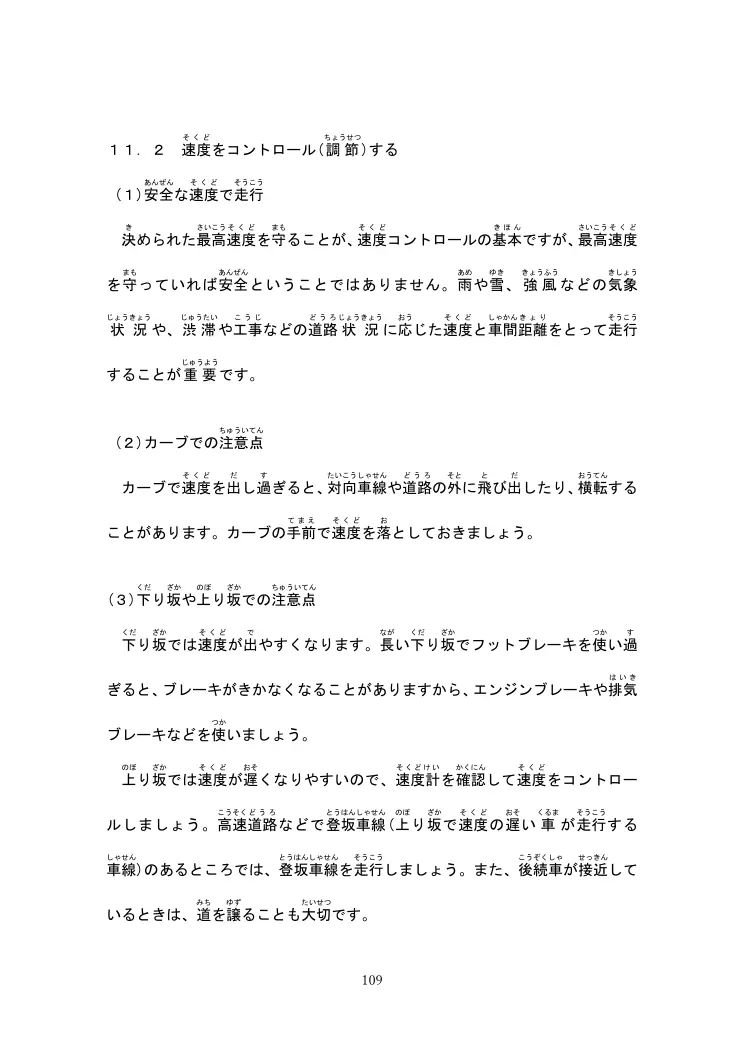 １１．２　速度をコントロール（調節）する
（１）安全な速度で走行
決められた最高速度を守ることが、速度コントロールの基本ですが、最高速度
を守っていれば安全ということではありません。雨や雪、強風などの気象
状況や、渋滞や工事などの道路状況に応じた速度と車間距離をとって走行
することが重要です。
（２）カーブでの注意点
カーブで速度を出し過ぎると、対向車線や道路の外に飛び出したり、横転する
ことがあります。カーブの手前で速度を落としておきましょう。
（３）下り坂や上り坂での注意点
下り坂では速度が出やすくなります。長い下り坂でフットブレーキを使い過
ぎると、ブレーキがきかなくなることがありますから、エンジンブレーキや排気
ブレーキなどを使いましょう。
上り坂では速度が遅くなりやすいので、速度計を確認して速度をコントロー
ルしましょう。高速道路などで登坂車線（上り坂で速度の遅い車が走行する
車線）のあるところでは、登坂車線を走行しましょう。また、後続車が接近して
いるときは、道を譲ることも大切です。
109